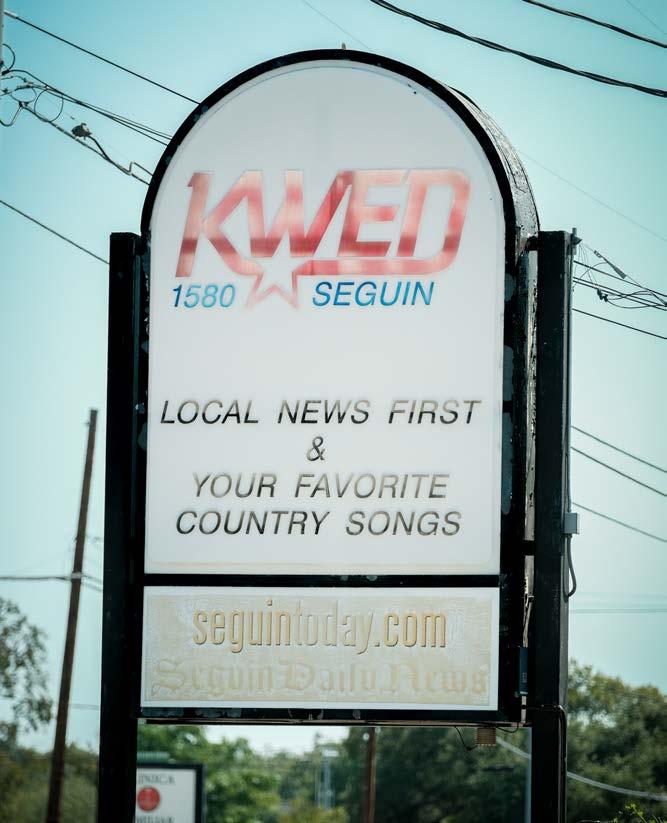 KWED
1580 SEGUIN
LOCAL NEWS FIRST
&
YOUR FAVORITE
COUNTRY SONGS
seguintoday.com
Seguin Daily News